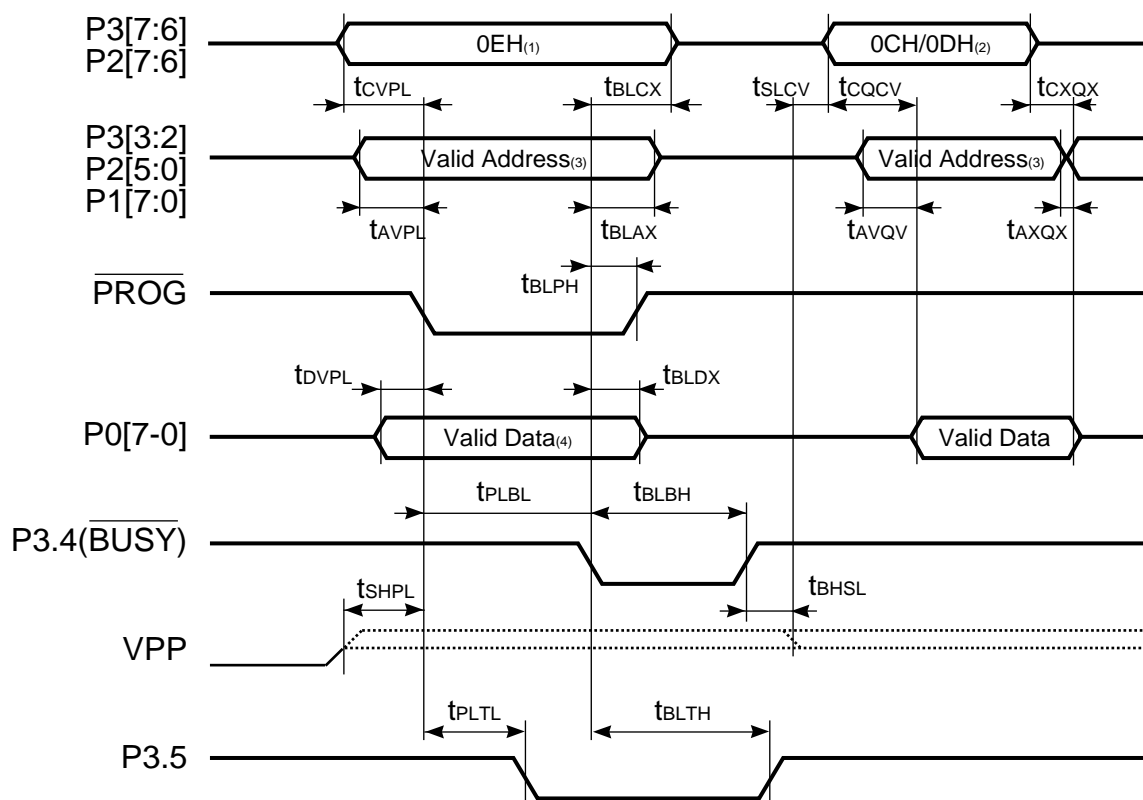 P3[7:6]
P2[7:6]
0EH(1)
0CH/0DH(2)
tCVPL
tBLCX
tSLCV
tCQCV
tCXQX
P3[3:2]
P2[5:0]
P1[7:0]
Valid Address(3)
Valid Address(3)
tAVPL
tBLAX
tAVQV
tAXQX
tBLPH
PROG
tDVPL
tBLDX
P0[7-0]
Valid Data(4)
Valid Data
tPLBL
tBLBH
P3.4(BUSY)
tSHPL
tBHSL
VPP
tPLTL
tBLTH
P3.5